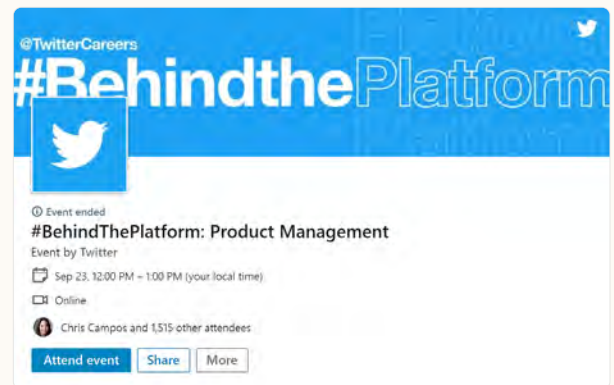 @TwitterCareers
#BehindthePlatform
Event ended
#BehindThePlatform: Product Management
Event by Twitter
Sep 23, 12:00 PM – 1:00 PM (your local time)
Online
Chris Campos and 1,515 other attendees
Attend event Share More